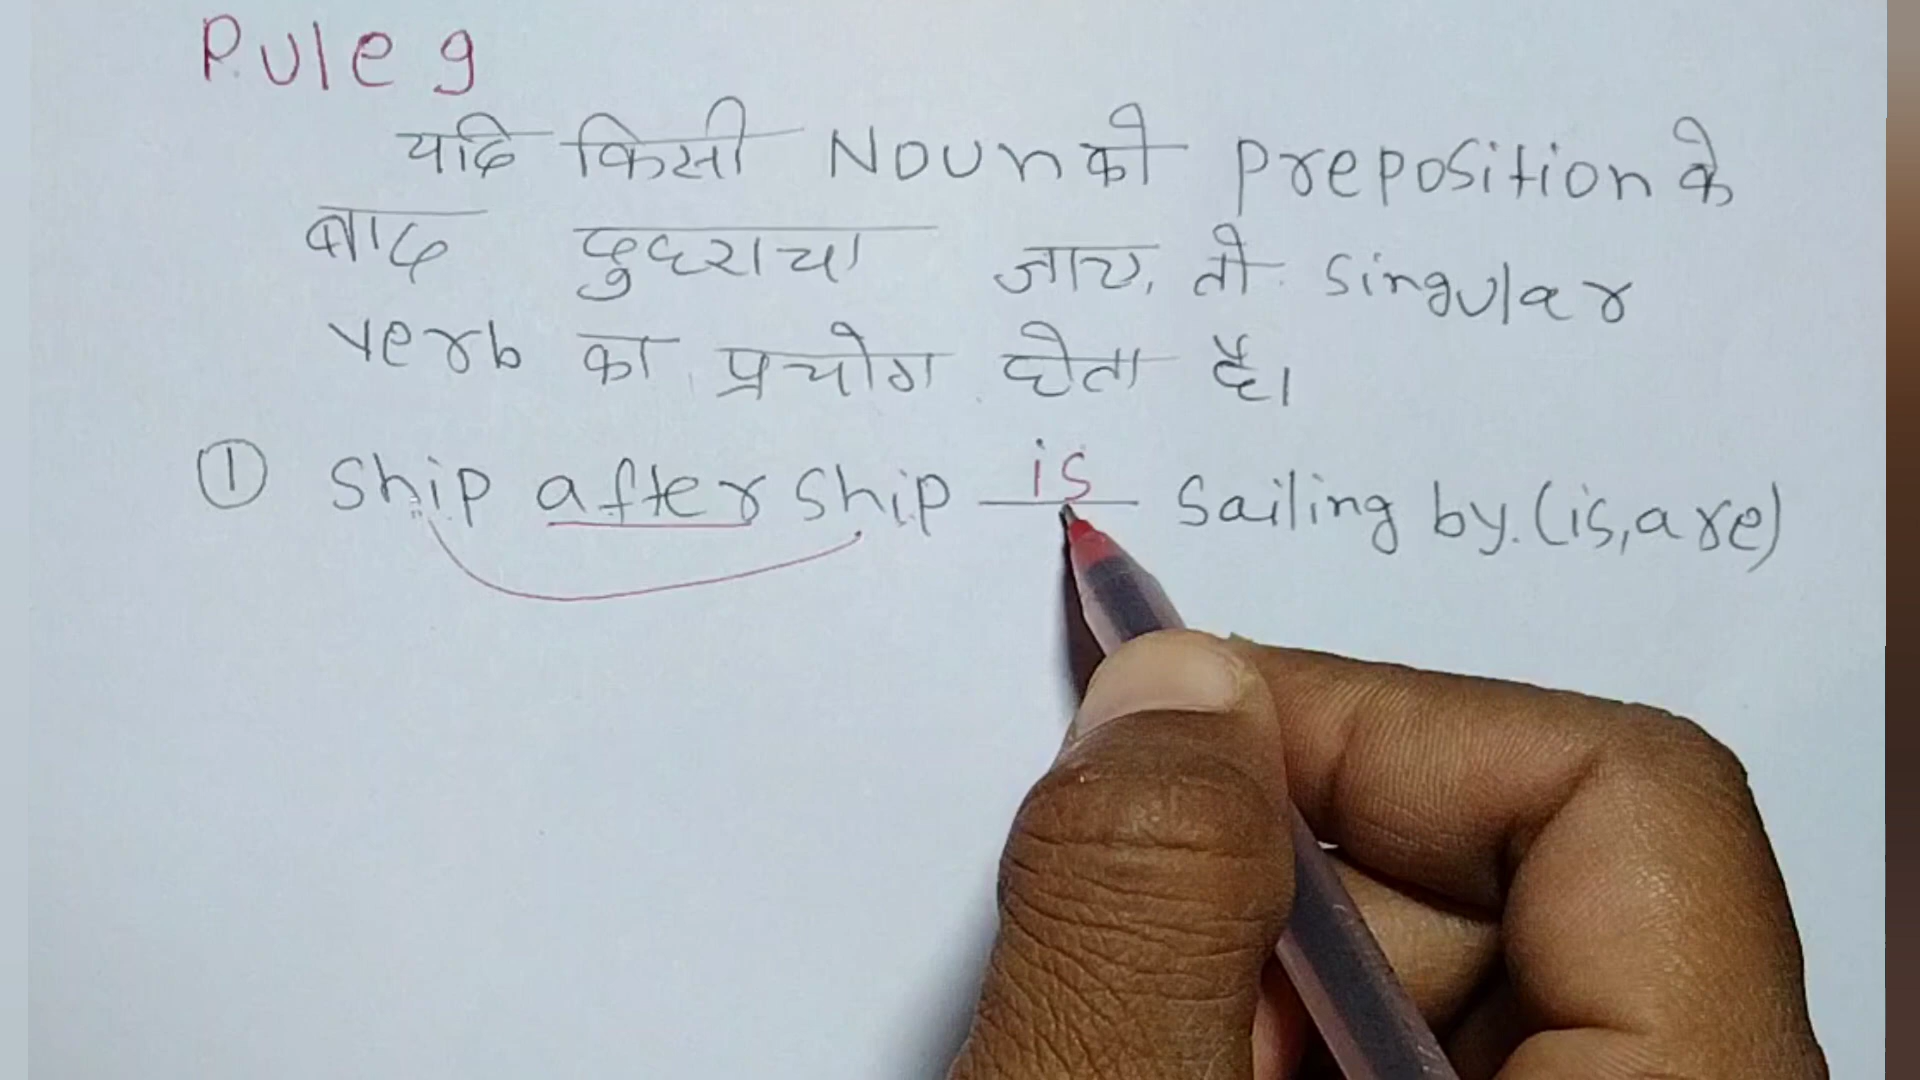 Rule 9
यदि किसी Noun को preposition के
बाद दुहराया जाय, तो singular
verb का प्रयोग होता है।
① Ship after ship is sailing by. (is, are)